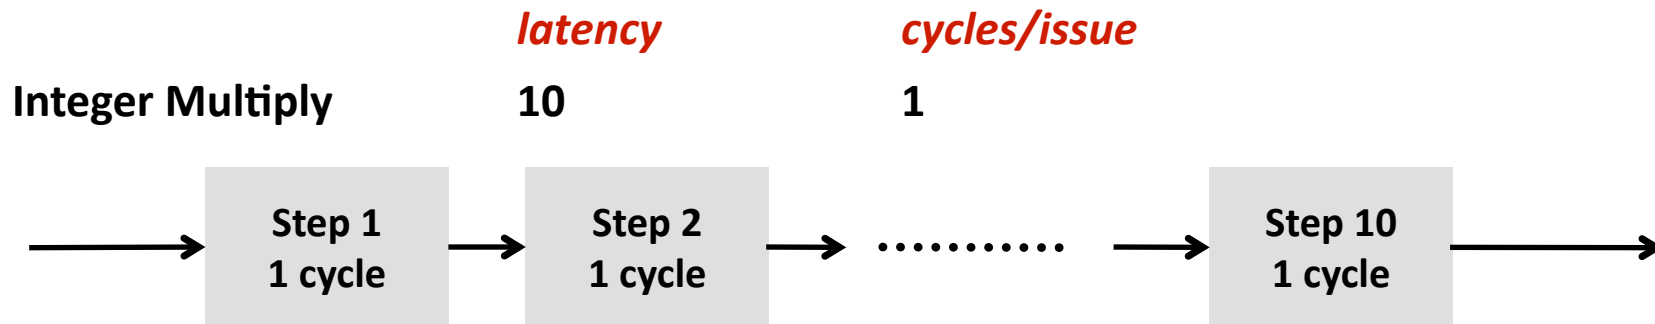 latency cycles/issue
Integer Multiply 10 1
Step 1 Step 2 Step 10
1 cycle 1 cycle 1 cycle